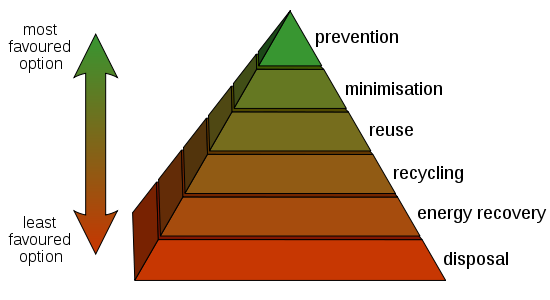 most
favoured
option
prevention
minimisation
reuse
recycling
energy recovery
disposal
least
favoured
option